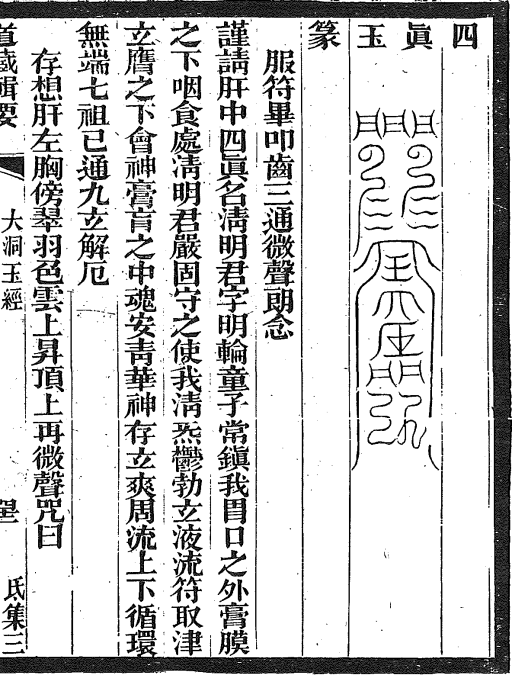 四眞玉
篆
服符畢叩齒三通微聲朗念
謹請肝中四眞名淸明君字明輪童子常鎭我胃口之外膏膜
之下咽食處淸明君嚴固守之使我淸炁鬱勃立液流符取津
立膺之下會神膏肓之中魂安靑華神存立爽周流上下循環
無端七祖已通九立解厄
存想肝左胸傍翠羽色雲上昇頂上再微聲咒曰
道藏輯要
大洞玉經
氐集三